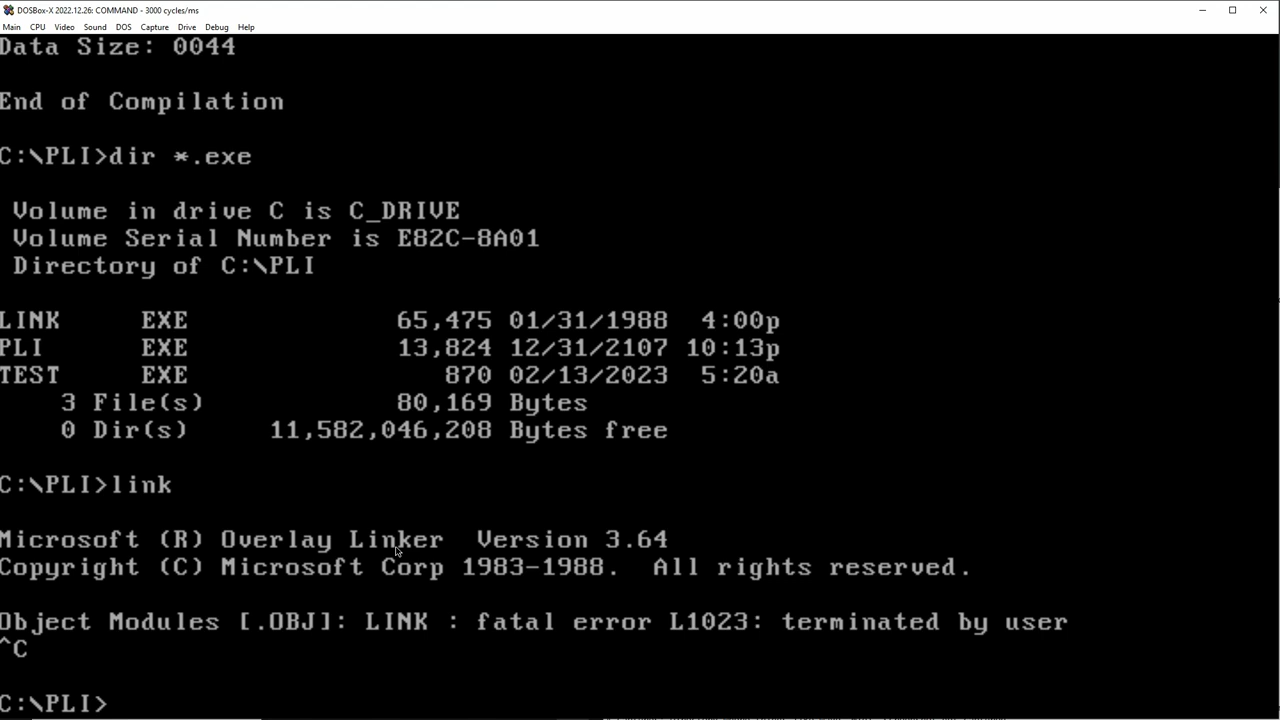 DOSBox-X 2022.12.26: COMMAND - 3000 cycles/ms
Main CPU Video Sound DOS Capture Drive Debug Help
Data Size: 0044
End of Compilation
C:\PLI>dir *.exe
Volume in drive C is C_DRIVE
Volume Serial Number is E82C-8A01
Directory of C:\PLI
LINK EXE 65,475 01/31/1988 4:00p
PLI EXE 13,824 12/31/2107 10:13p
TEST EXE 870 02/13/2023 5:20a
3 File(s) 80,169 Bytes
0 Dir(s) 11,582,046,208 Bytes free
C:\PLI>link
Microsoft (R) Overlay Linker Version 3.64
Copyright (C) Microsoft Corp 1983-1988. All rights reserved.
Object Modules [.OBJ]: LINK : fatal error L1023: terminated by user
^C
C:\PLI>